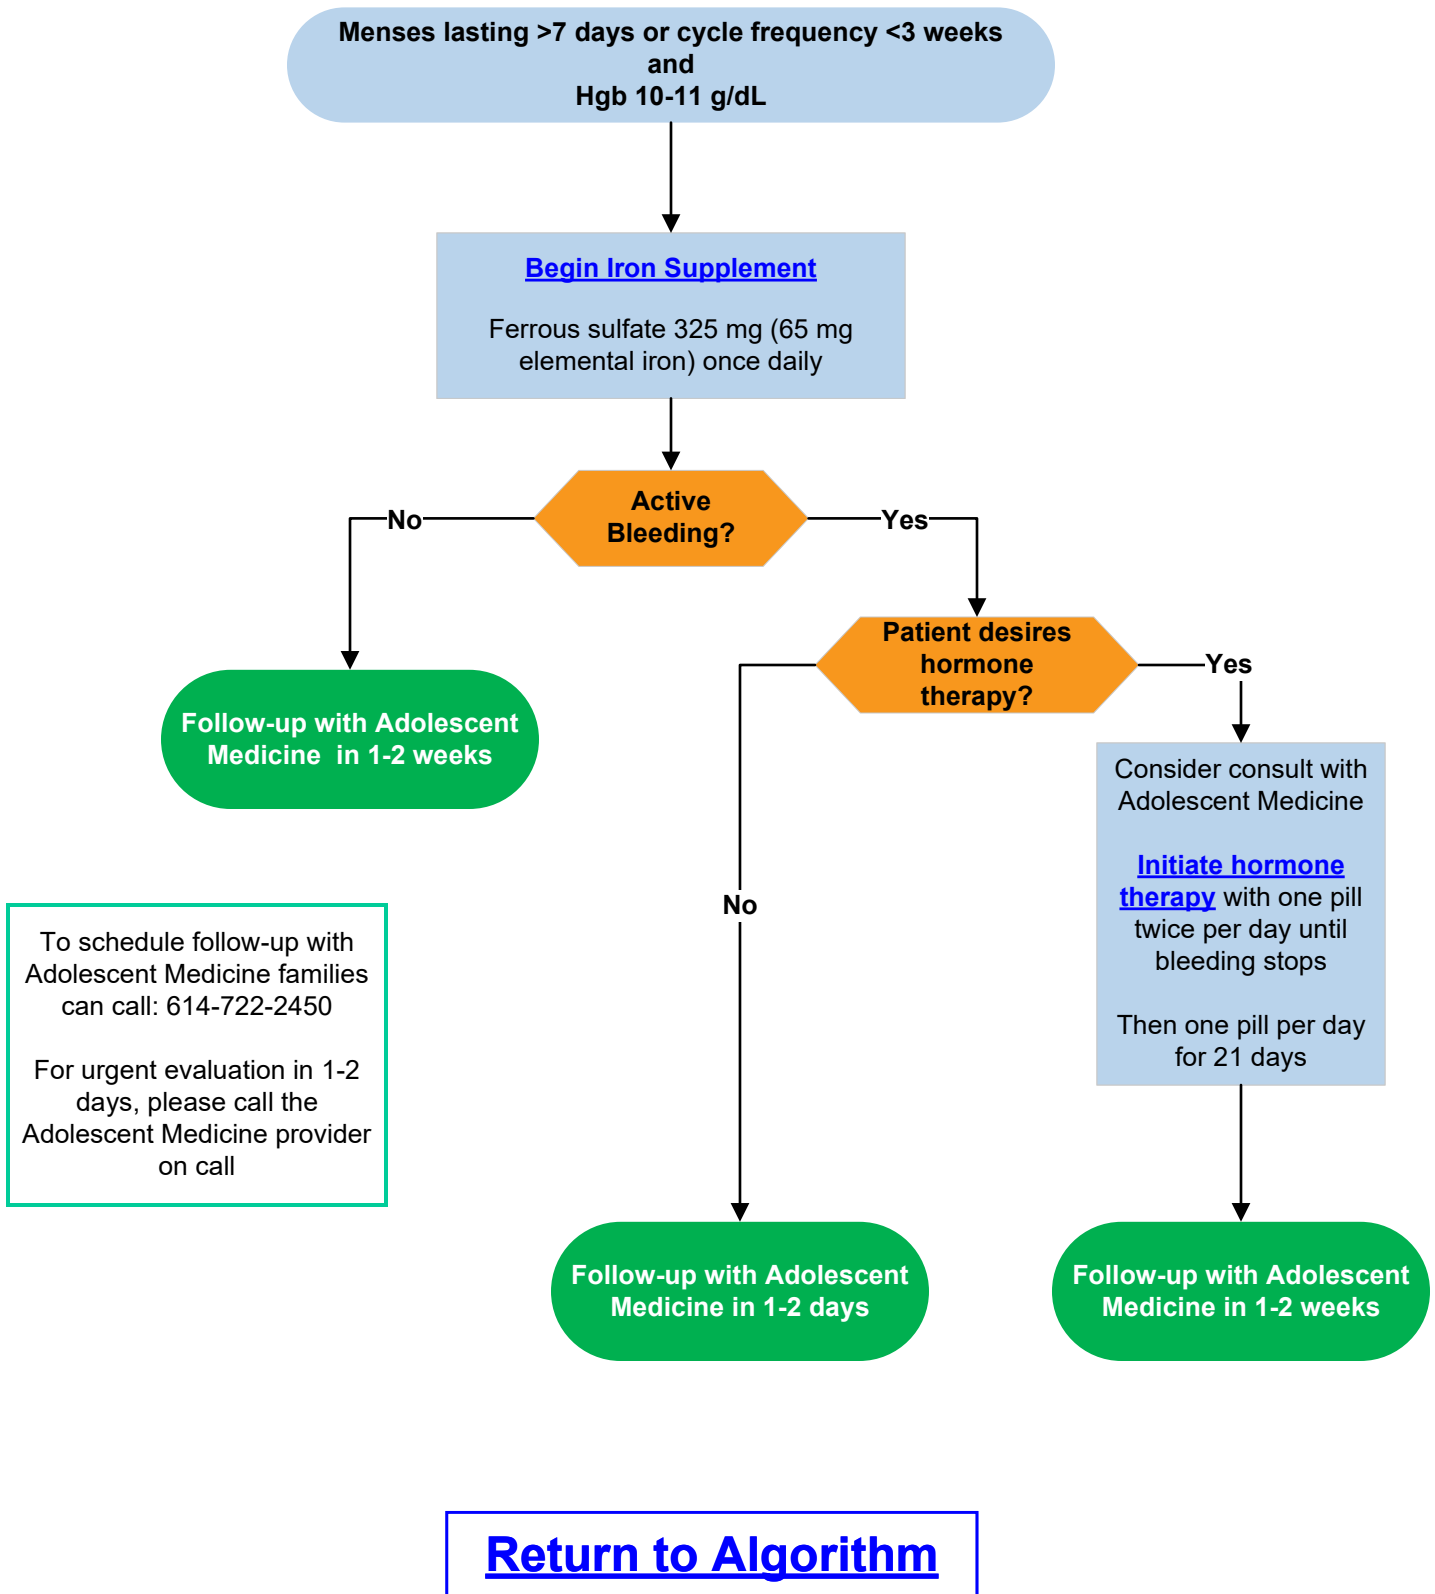 Menses lasting >7 days or cycle frequency <3 weeks
and
Hgb 10-11 g/dL
Begin Iron Supplement
Ferrous sulfate 325 mg (65 mg
elemental iron) once daily
Active
Bleeding?
No
Yes
Patient desires
hormone
therapy?
Yes
Follow-up with Adolescent
Medicine  in 1-2 weeks
Consider consult with
Adolescent Medicine
Initiate hormone
therapy with one pill
twice per day until
bleeding stops
Then one pill per day
for 21 days
No
To schedule follow-up with
Adolescent Medicine families
can call: 614-722-2450
For urgent evaluation in 1-2
days, please call the
Adolescent Medicine provider
on call
Follow-up with Adolescent
Medicine in 1-2 days
Follow-up with Adolescent
Medicine in 1-2 weeks
Return to Algorithm